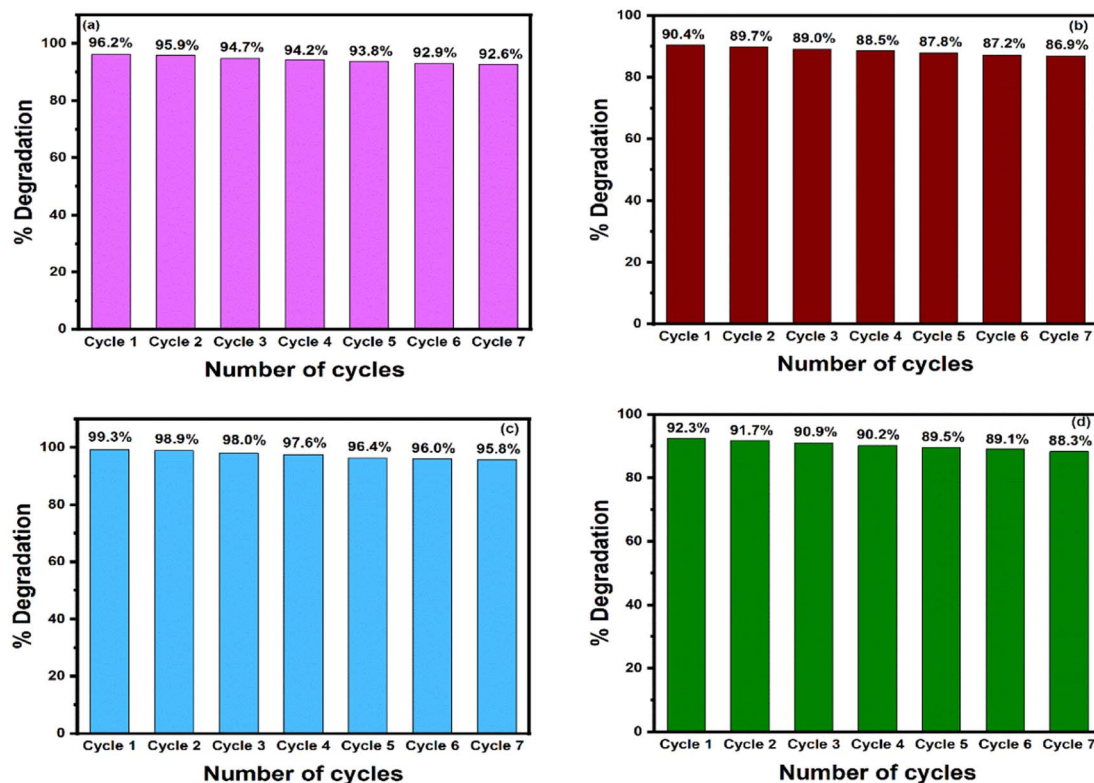 (a)
96.2% 95.9% 94.7% 94.2% 93.8% 92.9% 92.6%
100
80
60
40
20
0
% Degradation
Cycle 1 Cycle 2 Cycle 3 Cycle 4 Cycle 5 Cycle 6 Cycle 7
Number of cycles
(b)
100
90.4% 89.7% 89.0% 88.5% 87.8% 87.2% 86.9%
80
60
40
20
0
% Degradation
Cycle 1 Cycle 2 Cycle 3 Cycle 4 Cycle 5 Cycle 6 Cycle 7
Number of cycles
(c)
99.3% 98.9% 98.0% 97.6% 96.4% 96.0% 95.8%
100
80
60
40
20
0
% Degradation
Cycle 1 Cycle 2 Cycle 3 Cycle 4 Cycle 5 Cycle 6 Cycle 7
Number of cycles
100
(d)
92.3% 91.7% 90.9% 90.2% 89.5% 89.1% 88.3%
80
60
40
20
0
% Degradation
Cycle 1 Cycle 2 Cycle 3 Cycle 4 Cycle 5 Cycle 6 Cycle 7
Number of cycles